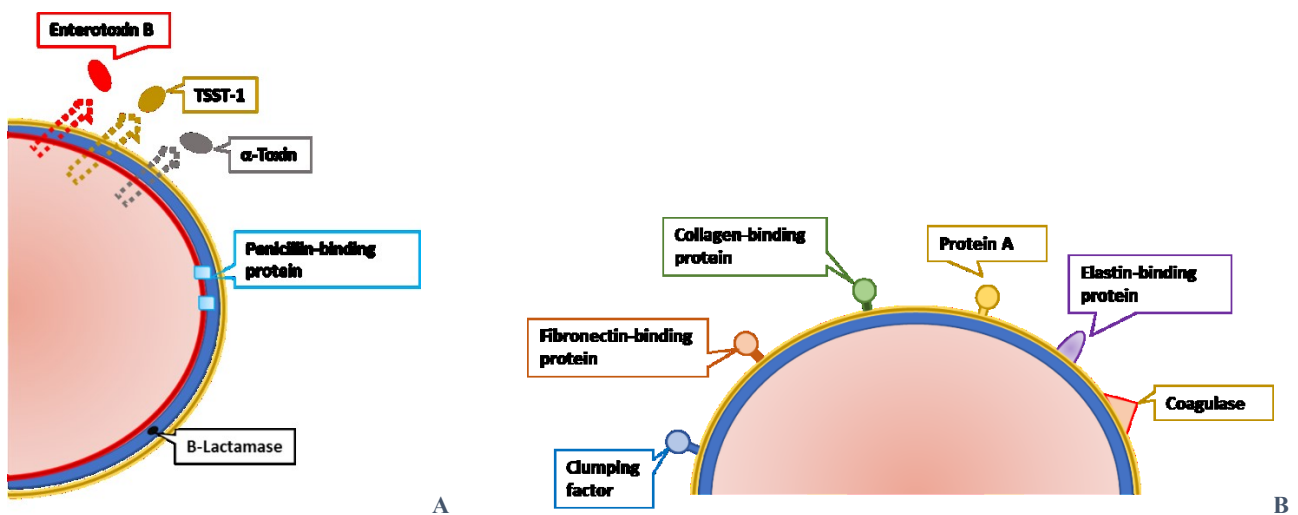 Enterotoxin B
TSST-1
α-Toxin
Penicillin-binding
protein
B-Lactamase
A
Collagen-binding
protein
Protein A
Elastin-binding
protein
Fibronectin-binding
protein
Coagulase
Clumping
factor
B